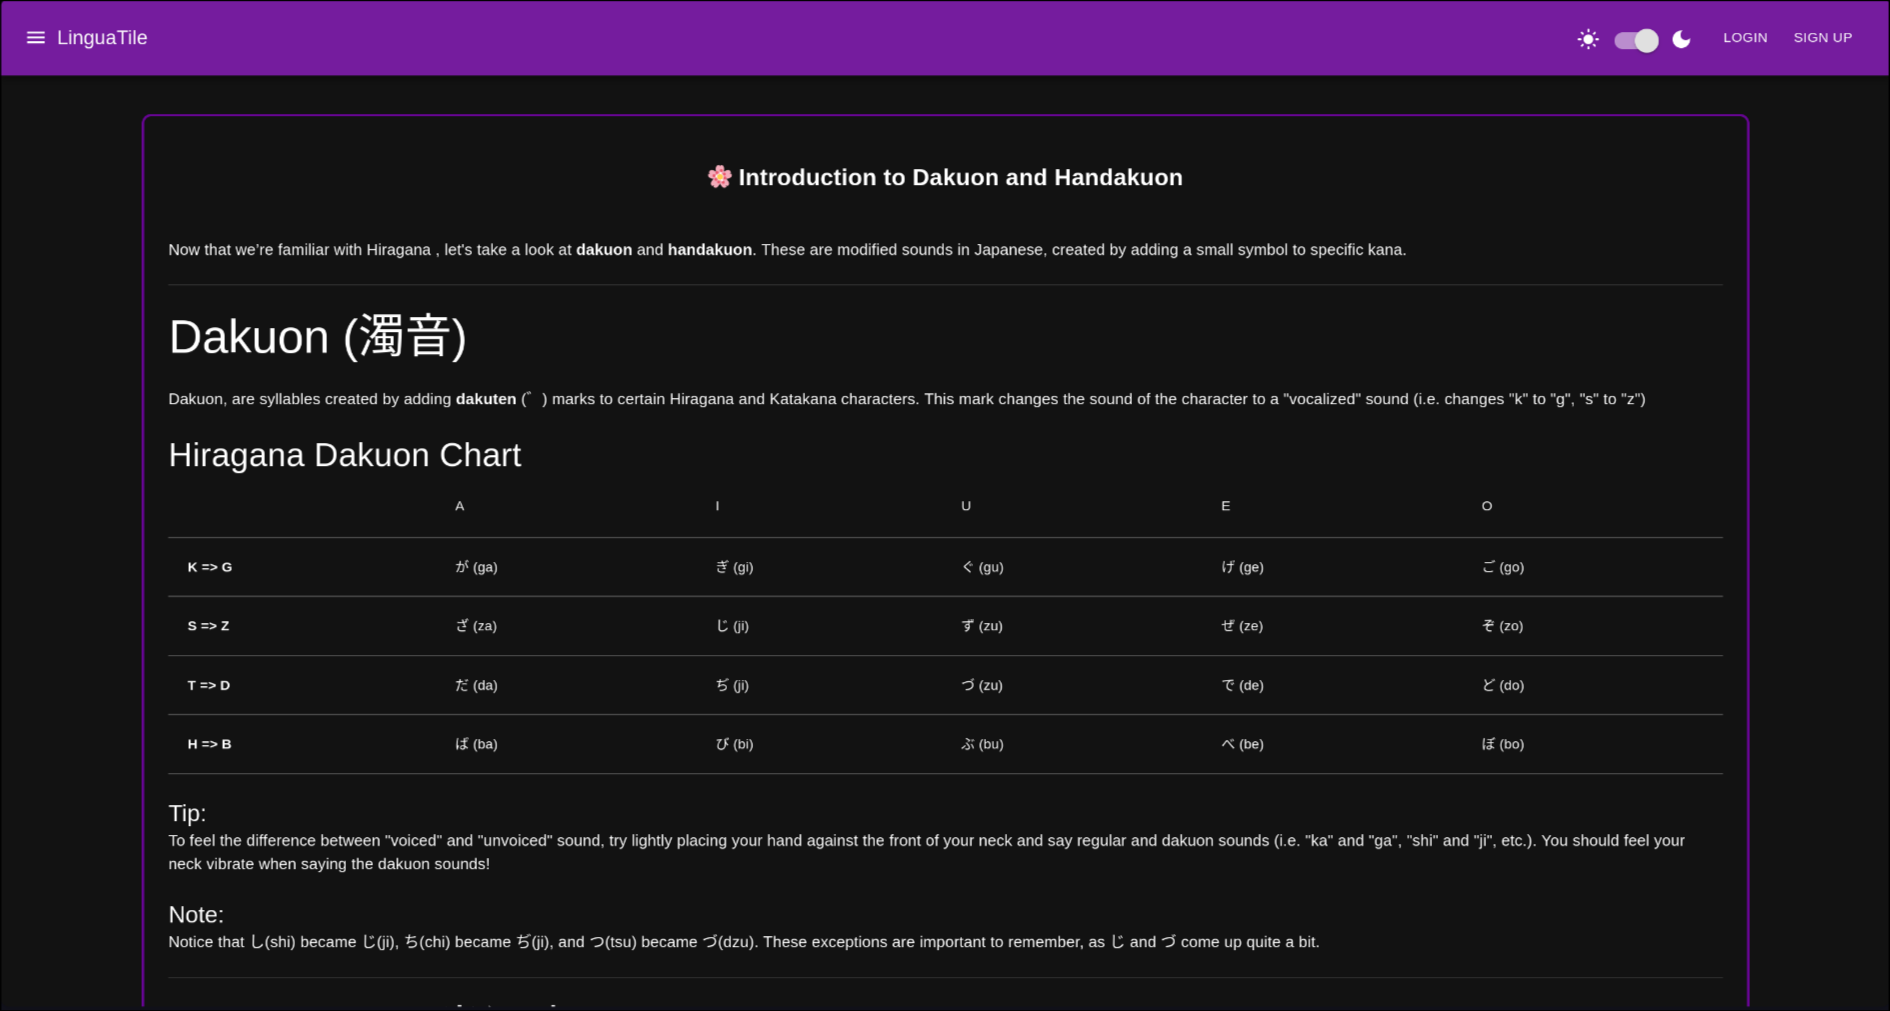 LinguaTile
LOGIN SIGN UP
🌸 Introduction to Dakuon and Handakuon
Now that we're familiar with Hiragana , let's take a look at dakuon and handakuon. These are modified sounds in Japanese, created by adding a small symbol to specific kana.
Dakuon (濁音)
Dakuon, are syllables created by adding dakuten (゜) marks to certain Hiragana and Katakana characters. This mark changes the sound of the character to a "vocalized" sound (i.e. changes "k" to "g", "s" to "z")
Hiragana Dakuon Chart
A I U E O
K => G が (ga) ぎ (gi) ぐ (gu) げ (ge) ご (go)
S => Z ざ (za) じ (ji) ず (zu) ぜ (ze) ぞ (zo)
T => D だ (da) ぢ (ji) づ (zu) で (de) ど (do)
H => B ば (ba) び (bi) ぶ (bu) べ (be) ぼ (bo)
Tip:
To feel the difference between "voiced" and "unvoiced" sound, try lightly placing your hand against the front of your neck and say regular and dakuon sounds (i.e. "ka" and "ga", "shi" and "ji", etc.). You should feel your
neck vibrate when saying the dakuon sounds!
Note:
Notice that し(shi) became じ(ji), ち(chi) became ぢ(ji), and つ(tsu) became づ(dzu). These exceptions are important to remember, as じ and づ come up quite a bit.